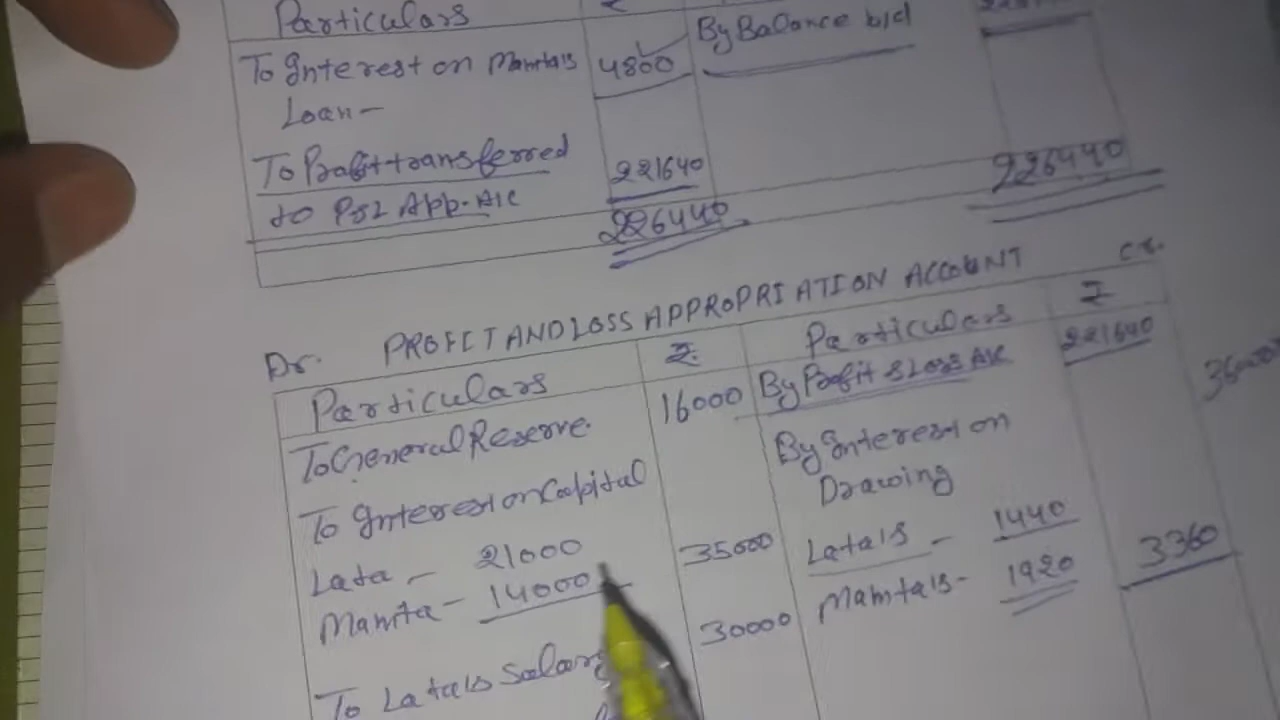 Particulars
To Interest on Mamta's 4800 By Balance b/d
Loan -
To Profit transferred 221640 226440
to P&L App. A/c 226440
PROFIT AND LOSS APPROPRIATION ACCOUNT Cr.
Dr.
Particulars ₹ Particulars ₹
To General Reserve. 16000 By Profit & Loss A/c 221640
To Interest on Capital By Interest on
Drawing
Lata - 21000 35000 Lata's - 1440
Mamta - 14000 Mamta's - 1920 3360
To Lata's Salary 30000